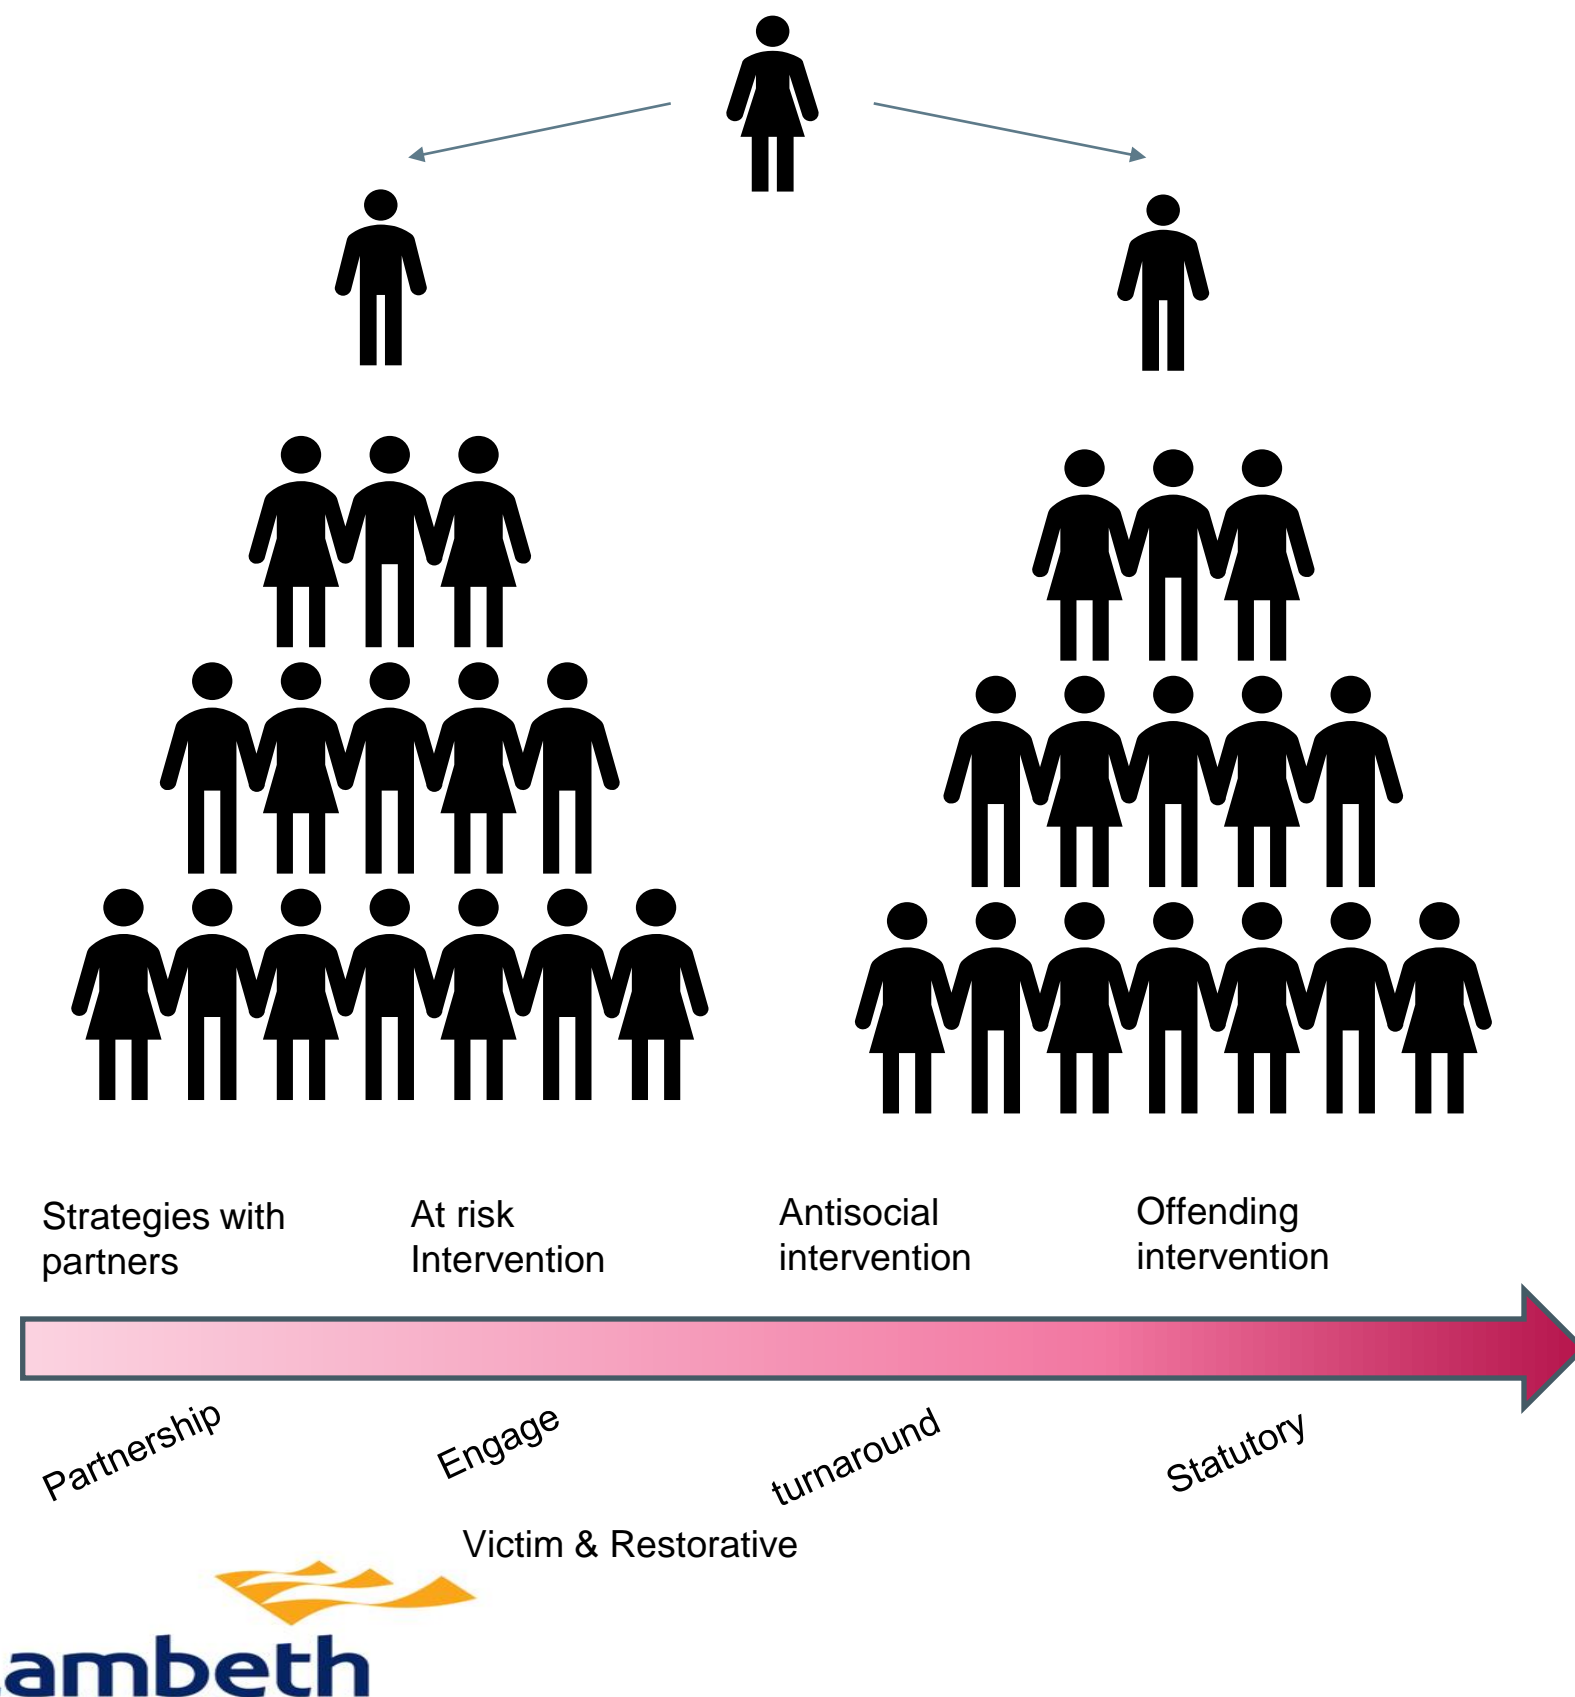 Strategies with
partners
At risk
Intervention
Antisocial
intervention
Offending
intervention
Partnership
Engage
turnaround
Statutory
Victim & Restorative
ambeth